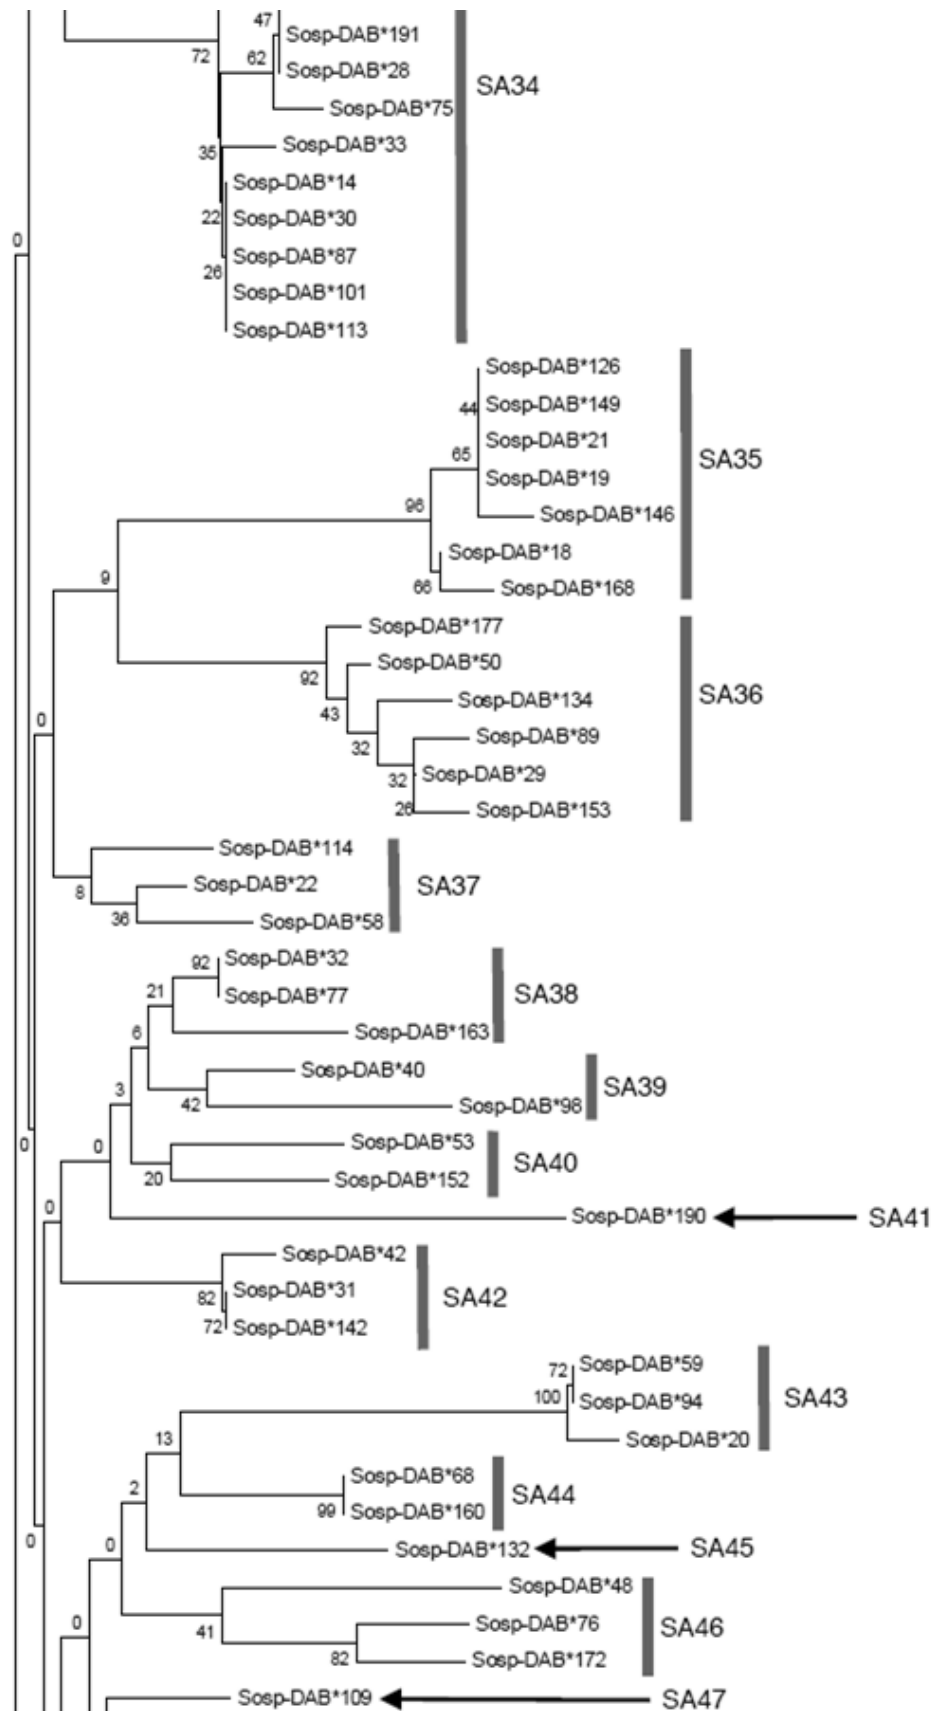 47
Sosp-DAB*191
72
62
Sosp-DAB*28
SA34
Sosp-DAB*75
35
Sosp-DAB*33
Sosp-DAB*14
22
Sosp-DAB*30
0
Sosp-DAB*87
26
Sosp-DAB*101
Sosp-DAB*113
Sosp-DAB*126
44
Sosp-DAB*149
Sosp-DAB*21
65
SA35
Sosp-DAB*19
96
Sosp-DAB*146
Sosp-DAB*18
9
66
Sosp-DAB*168
Sosp-DAB*177
92
Sosp-DAB*50
SA36
43
Sosp-DAB*134
0
32
Sosp-DAB*89
32
Sosp-DAB*29
26
Sosp-DAB*153
Sosp-DAB*114
8
Sosp-DAB*22
SA37
36
Sosp-DAB*58
92
Sosp-DAB*32
21
Sosp-DAB*77
SA38
6
Sosp-DAB*163
3
Sosp-DAB*40
SA39
42
Sosp-DAB*98
0
0
Sosp-DAB*53
SA40
20
Sosp-DAB*152
0
Sosp-DAB*190
SA41
Sosp-DAB*42
82
Sosp-DAB*31
SA42
72
Sosp-DAB*142
72
Sosp-DAB*59
100
Sosp-DAB*94
SA43
13
Sosp-DAB*20
2
Sosp-DAB*68
SA44
99
Sosp-DAB*160
0
0
Sosp-DAB*132
SA45
Sosp-DAB*48
0
41
Sosp-DAB*76
SA46
82
Sosp-DAB*172
Sosp-DAB*109
SA47